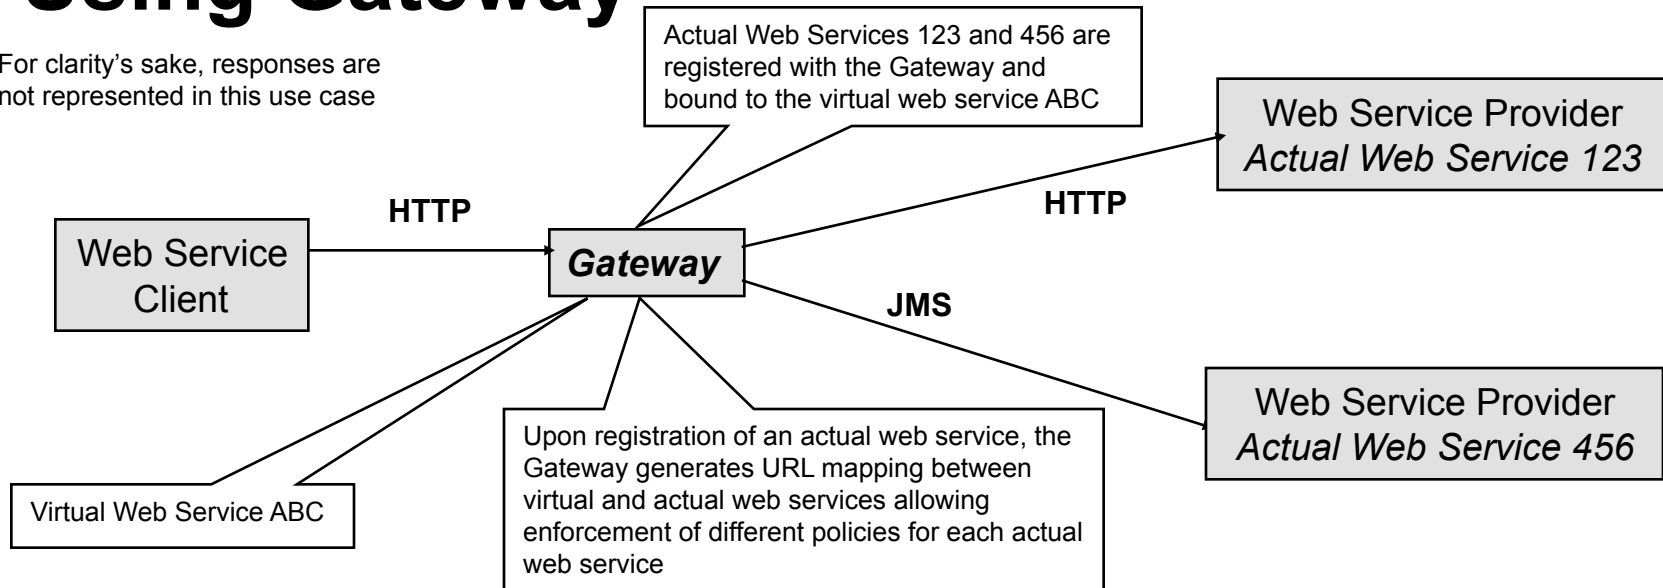 Using Gateway
For clarity's sake, responses are
not represented in this use case
Actual Web Services 123 and 456 are
registered with the Gateway and
bound to the virtual web service ABC
Web Service Provider
Actual Web Service 123
HTTP
HTTP
Web Service
Client
Gateway
JMS
Web Service Provider
Actual Web Service 456
Upon registration of an actual web service, the
Gateway generates URL mapping between
virtual and actual web services allowing
enforcement of different policies for each actual
web service
Virtual Web Service ABC